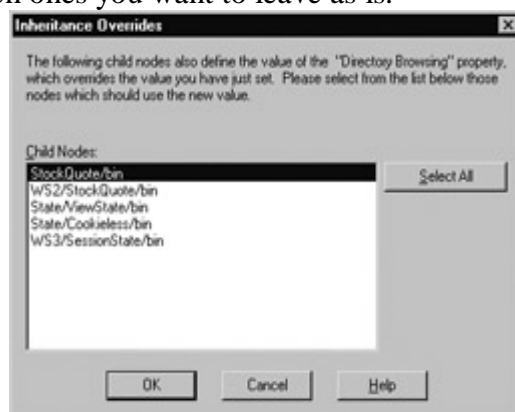 on ones you want to leave as is.
Inheritance Overrides
The following child nodes also define the value of the "Directory Browsing" property,
which overrides the value you have just set. Please select from the list below those
nodes which should use the new value.
Child Nodes:
StockQuote/bin
Select All
WS2/StockQuote/bin
State/ViewState/bin
State/Cookieless/bin
WS3/SessionState/bin
OK Cancel Help